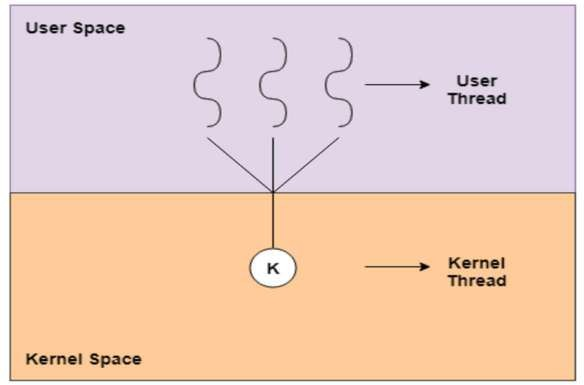 User Space
User
Thread
K
Kernel
Thread
Kernel Space